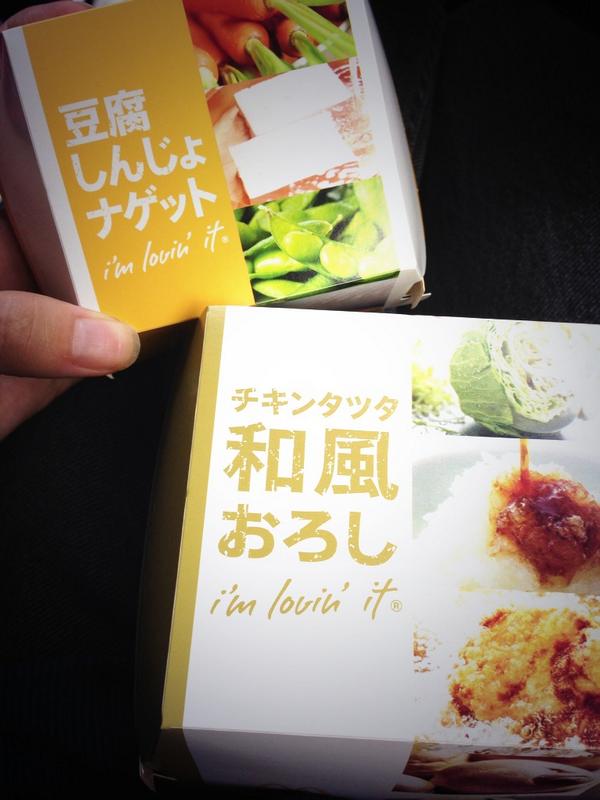 豆腐
しんじょ
ナゲット
i'm lovin' it®
チキンタツタ
和風
おろし
i'm lovin' it®